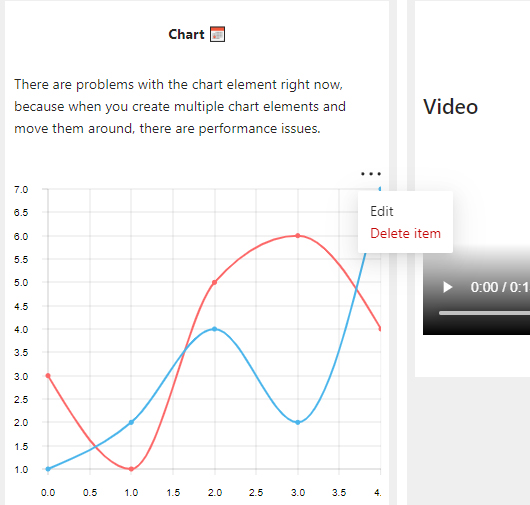 Chart
There are problems with the chart element right now,
because when you create multiple chart elements and
move them around, there are performance issues.
Video
Edit
Delete item
0:00 / 0:1
7.0
6.5
6.0
5.5
5.0
4.5
4.0
3.5
3.0
2.5
2.0
1.5
1.0
0.0 0.5 1.0 1.5 2.0 2.5 3.0 3.5 4.